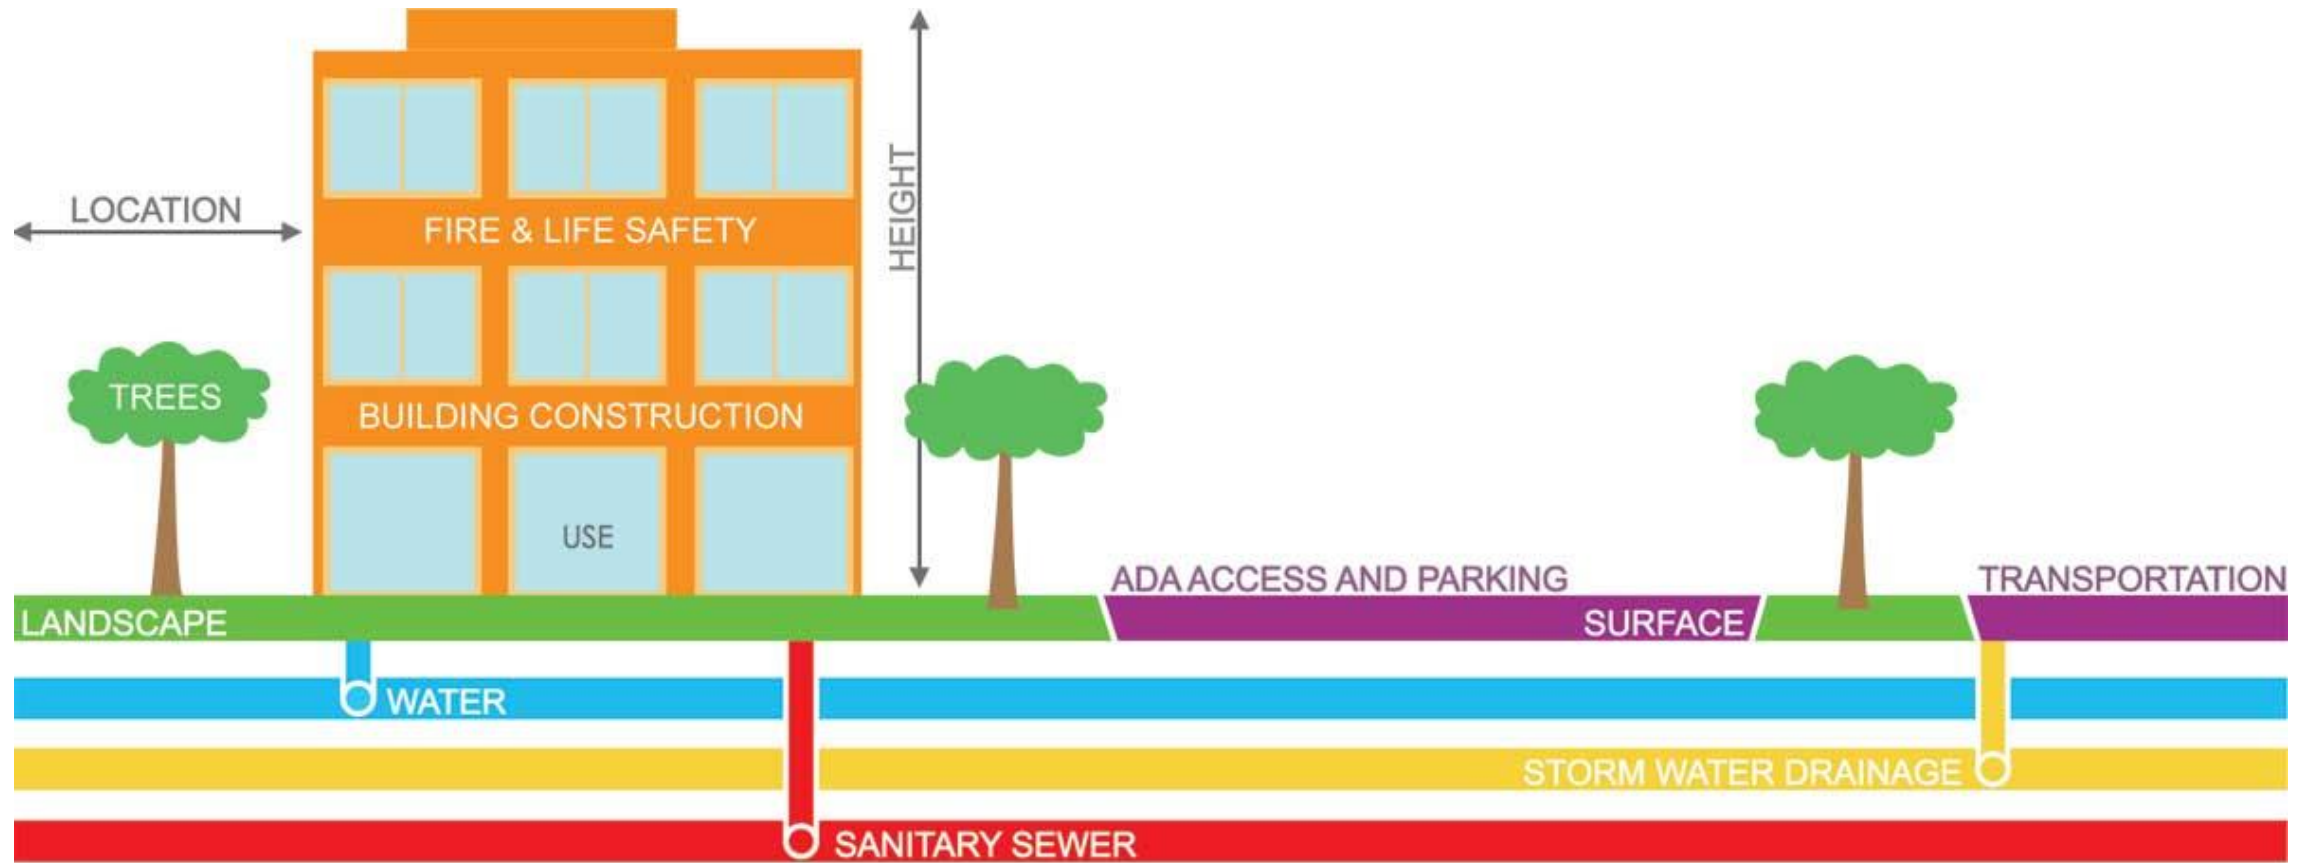 LOCATION
FIRE & LIFE SAFETY
HEIGHT
TREES
BUILDING CONSTRUCTION
USE
ADA ACCESS AND PARKING
TRANSPORTATION
LANDSCAPE
SURFACE
WATER
STORM WATER DRAINAGE
SANITARY SEWER